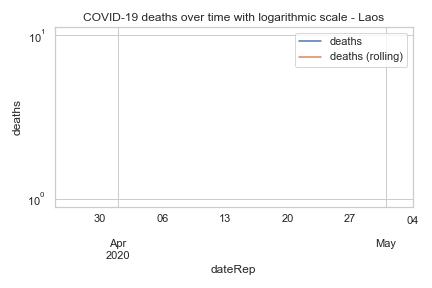 COVID-19 deaths over time with logarithmic scale - Laos
deaths
deaths (rolling)
deaths
10¹
10⁰
30 06 13 20 27 04
Apr May
2020
dateRep